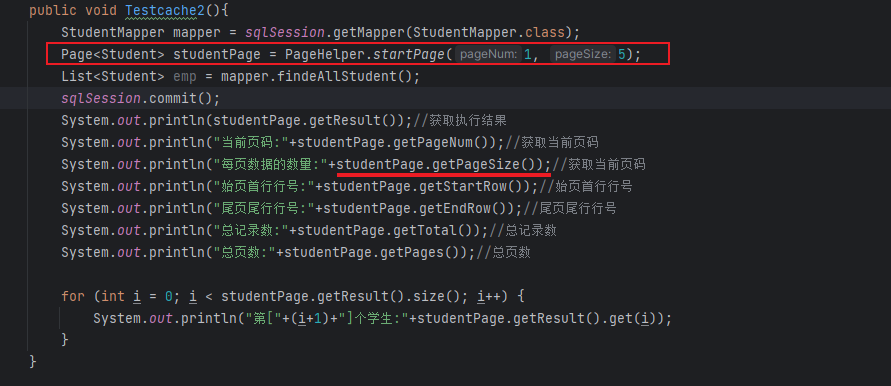 public void Testcache2(){
StudentMapper mapper = sqlSession.getMapper(StudentMapper.class);
Page<Student> studentPage = PageHelper.startPage( pageNum: 1, pageSize: 5);
List<Student> emp = mapper.findeAllStudent();
sqlSession.commit();
System.out.println(studentPage.getResult());//获取执行结果
System.out.println("当前页码:"+studentPage.getPageNum());//获取当前页码
System.out.println("每页数据的数量:"+studentPage.getPageSize());//获取当前页码
System.out.println("始页首行行号:"+studentPage.getStartRow());//始页首行行号
System.out.println("尾页尾行行号:"+studentPage.getEndRow());//尾页尾行行号
System.out.println("总记录数:"+studentPage.getTotal());//总记录数
System.out.println("总页数:"+studentPage.getPages());//总页数
for (int i = 0; i < studentPage.getResult().size(); i++) {
System.out.println("第["+(i+1)+"]个学生:"+studentPage.getResult().get(i));
}
}